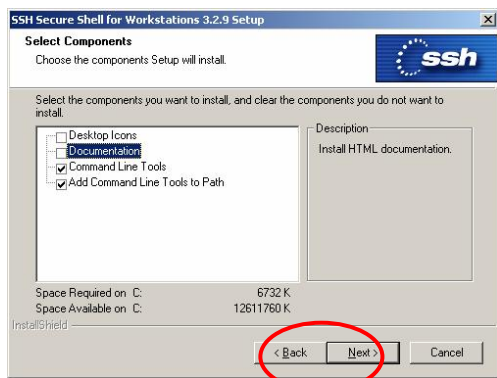 SSH Secure Shell for Workstations 3.2.9 Setup
Select Components
Choose the components Setup will install.
ssh
Select the components you want to install, and clear the components you do not want to
install.
Desktop Icons
Documentation
Command Line Tools
Add Command Line Tools to Path
Description
Install HTML documentation.
Space Required on C: 6732 K
Space Available on C: 12611760 K
InstallShield
< Back
Next >
Cancel